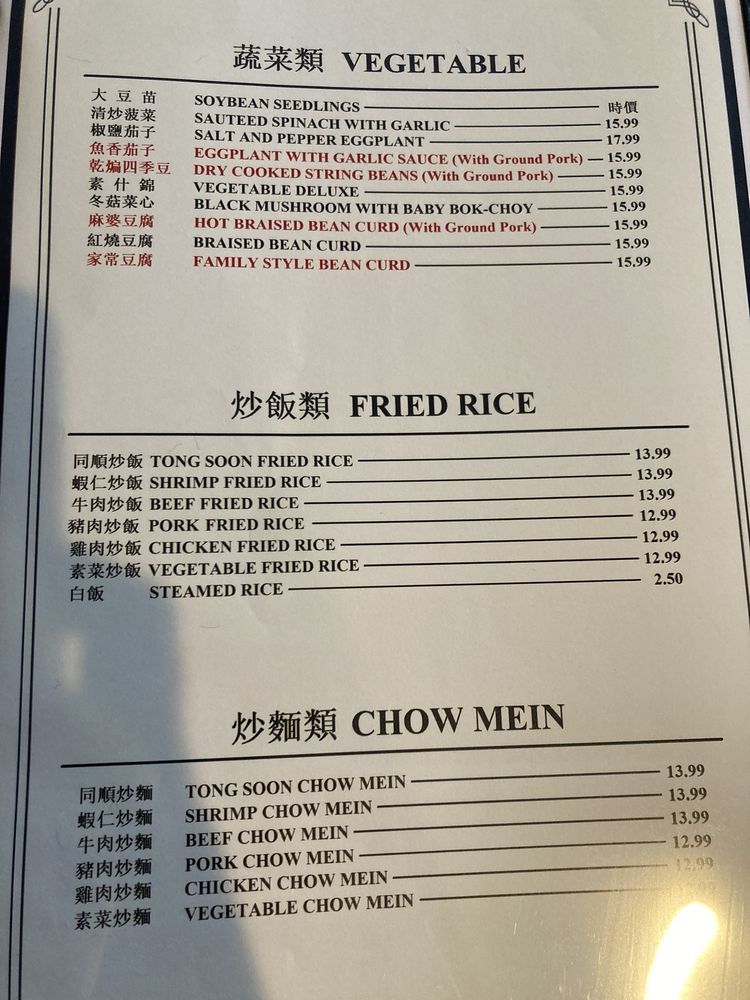 蔬菜類 VEGETABLE
大豆苗 SOYBEAN SEEDLINGS 時價
清炒菠菜 SAUTEED SPINACH WITH GARLIC 15.99
椒鹽茄子 SALT AND PEPPER EGGPLANT 17.99
魚香茄子 EGGPLANT WITH GARLIC SAUCE (With Ground Pork) 15.99
乾煸四季豆 DRY COOKED STRING BEANS (With Ground Pork) 15.99
素什錦 VEGETABLE DELUXE 15.99
冬菇菜心 BLACK MUSHROOM WITH BABY BOK-CHOY 15.99
麻婆豆腐 HOT BRAISED BEAN CURD (With Ground Pork) 15.99
紅燒豆腐 BRAISED BEAN CURD 15.99
家常豆腐 FAMILY STYLE BEAN CURD 15.99
炒飯類 FRIED RICE
同順炒飯 TONG SOON FRIED RICE 13.99
蝦仁炒飯 SHRIMP FRIED RICE 13.99
牛肉炒飯 BEEF FRIED RICE 13.99
豬肉炒飯 PORK FRIED RICE 12.99
雞肉炒飯 CHICKEN FRIED RICE 12.99
素菜炒飯 VEGETABLE FRIED RICE 12.99
白飯 STEAMED RICE 2.50
炒麵類 CHOW MEIN
同順炒麵 TONG SOON CHOW MEIN 13.99
蝦仁炒麵 SHRIMP CHOW MEIN 13.99
牛肉炒麵 BEEF CHOW MEIN 13.99
豬肉炒麵 PORK CHOW MEIN 12.99
雞肉炒麵 CHICKEN CHOW MEIN 12.99
素菜炒麵 VEGETABLE CHOW MEIN 12.99